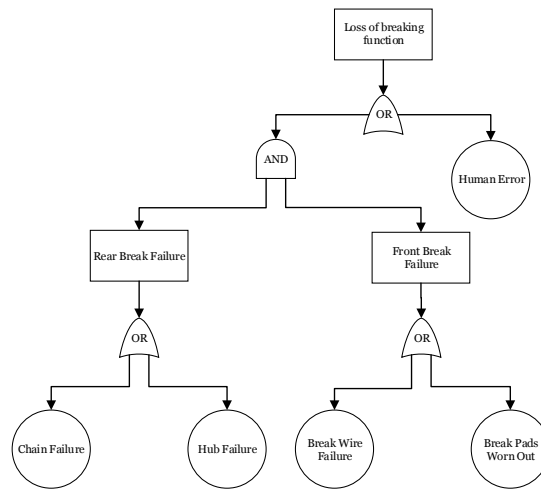 Loss of breaking
function
OR
AND
Human Error
Rear Break Failure
Front Break
Failure
OR
OR
Chain Failure
Hub Failure
Break Wire
Failure
Break Pads
Worn Out